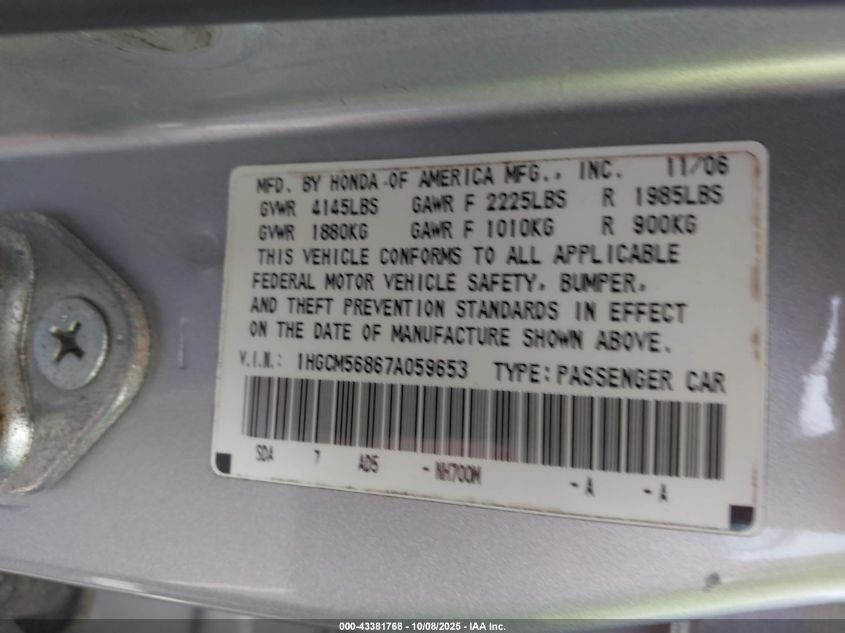 MFD. BY HONDA OF AMERICA MFG., INC. 11/06
GVWR 4145LBS GAWR F 2225LBS R 1985LBS
GVWR 1880KG GAWR F 1010KG R 900KG
THIS VEHICLE CONFORMS TO ALL APPLICABLE
FEDERAL MOTOR VEHICLE SAFETY, BUMPER,
AND THEFT PREVENTION STANDARDS IN EFFECT
ON THE DATE OF MANUFACTURE SHOWN ABOVE.
V.I.N.: 1HGCM56867A059653 TYPE: PASSENGER CAR
SDA 7 AD5 - NH700M - A - A
000-43381768 - 10/08/2025 - IAA Inc.